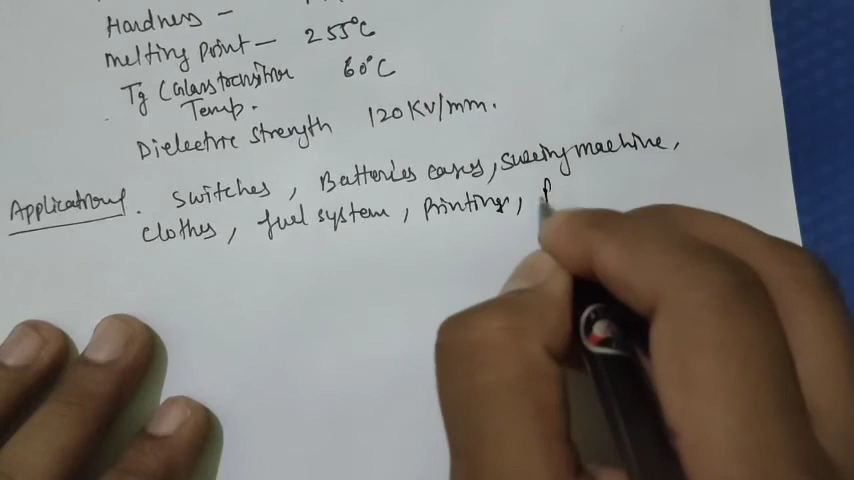 Hardness –
Melting point – 255°C
Tg (Glass transition 60°C
Temp.
Dielectric strength 120 KV/mm.
Applications. Switches, Batteries cases, sweeing machine,
clothes, fuel system, Printing, P